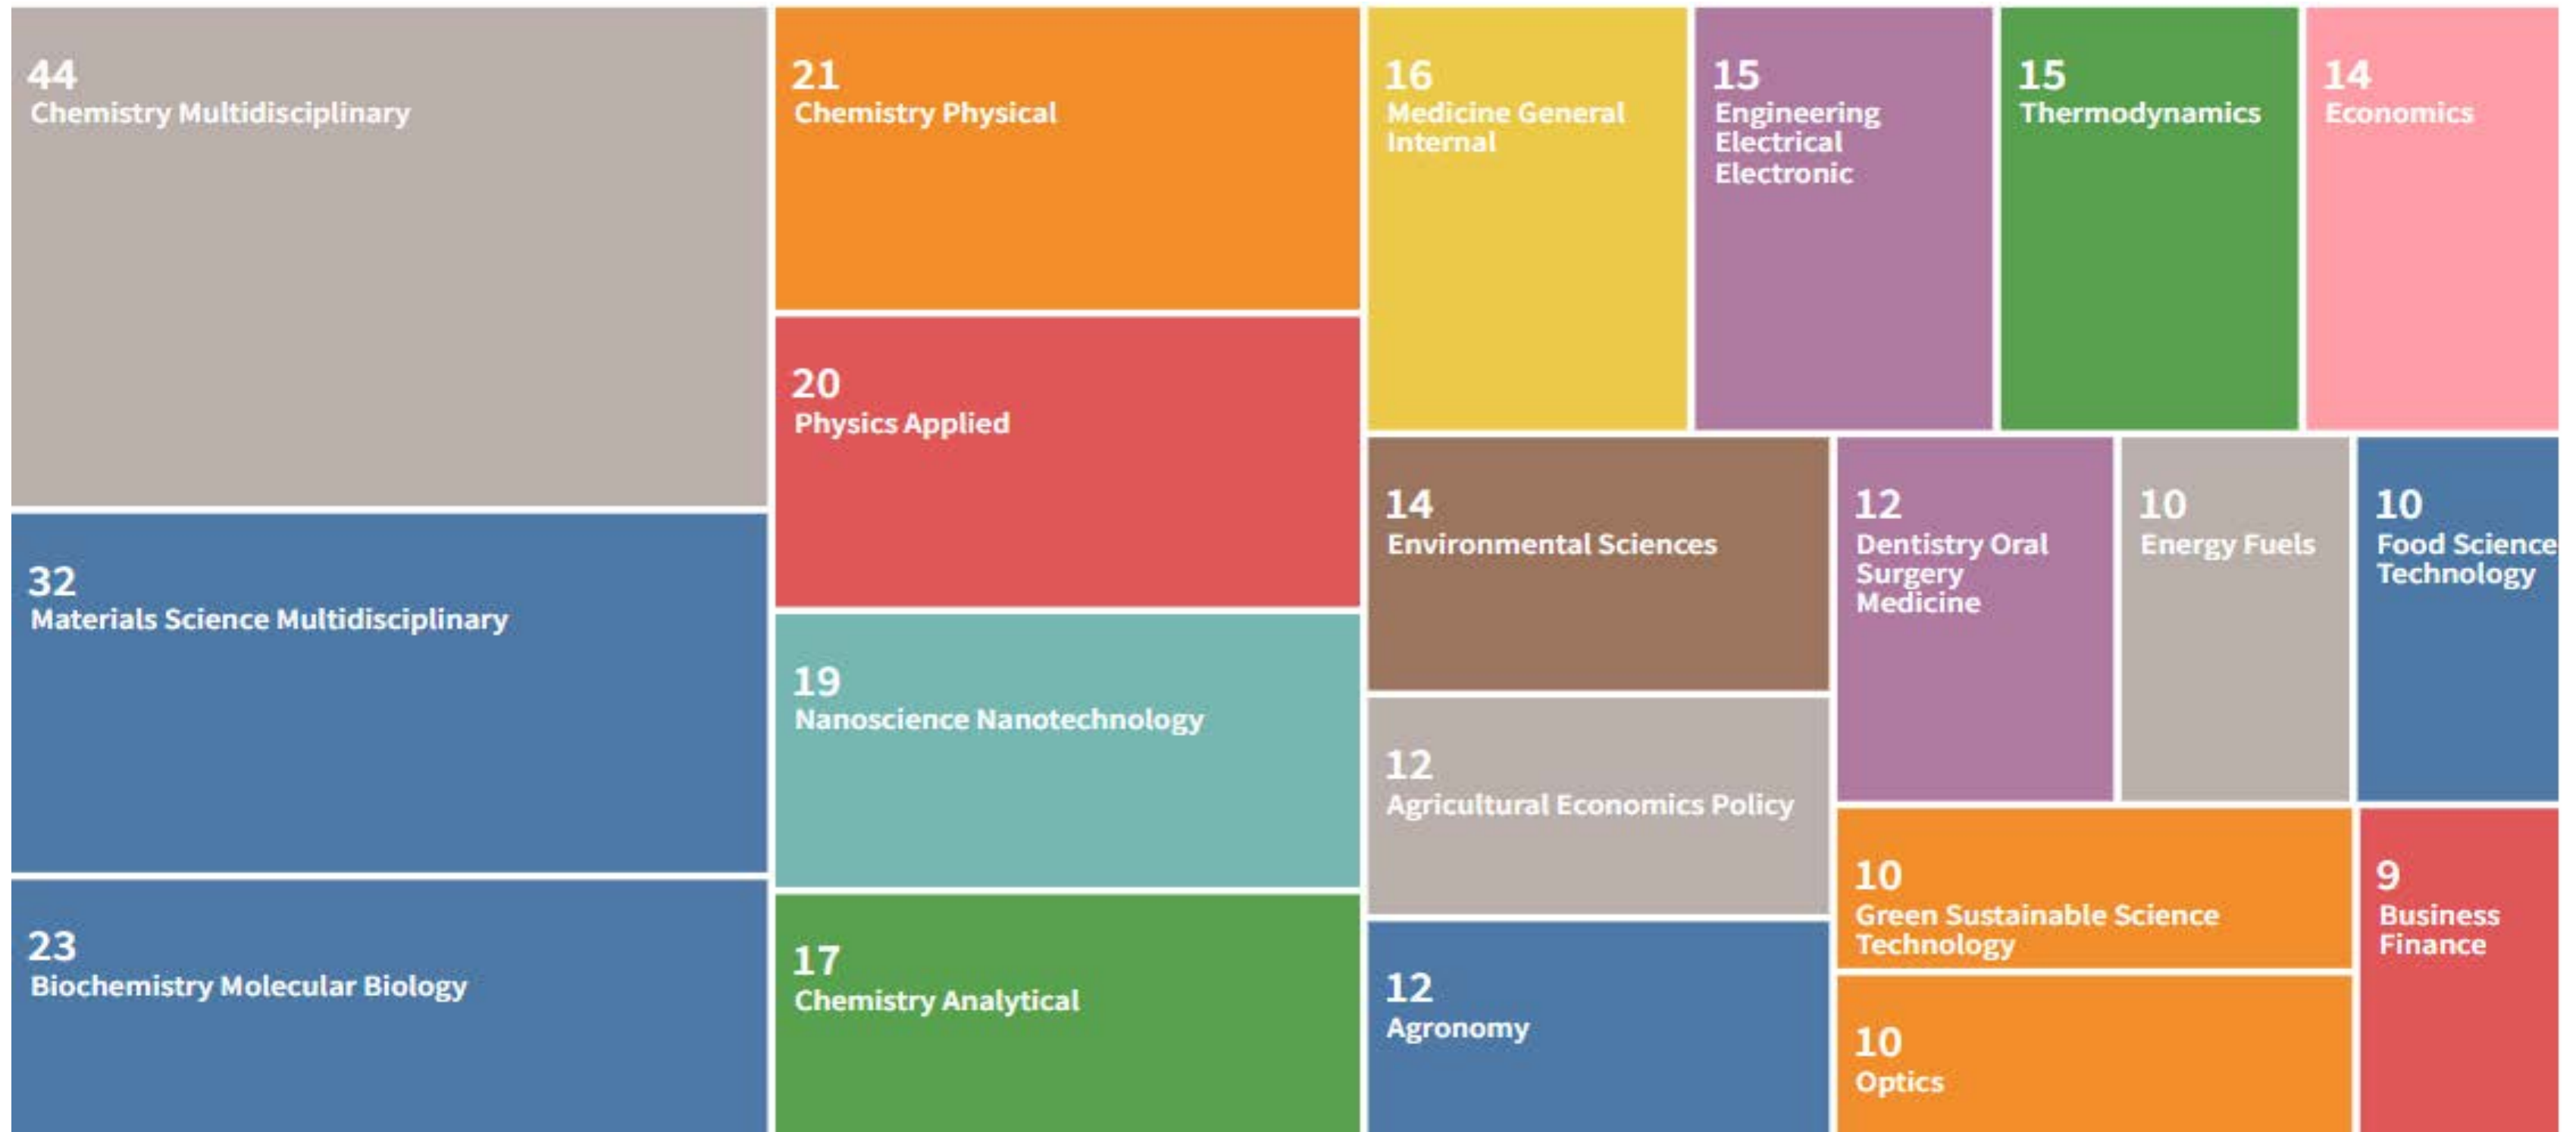 44
Chemistry Multidisciplinary
32
Materials Science Multidisciplinary
23
Biochemistry Molecular Biology
21
Chemistry Physical
20
Physics Applied
19
Nanoscience Nanotechnology
17
Chemistry Analytical
16
Medicine General
Internal
15
Engineering
Electrical
Electronic
15
Thermodynamics
14
Economics
14
Environmental Sciences
12
Agricultural Economics Policy
12
Agronomy
12
Dentistry Oral
Surgery
Medicine
10
Energy Fuels
10
Food Science
Technology
10
Green Sustainable Science
Technology
10
Optics
9
Business
Finance